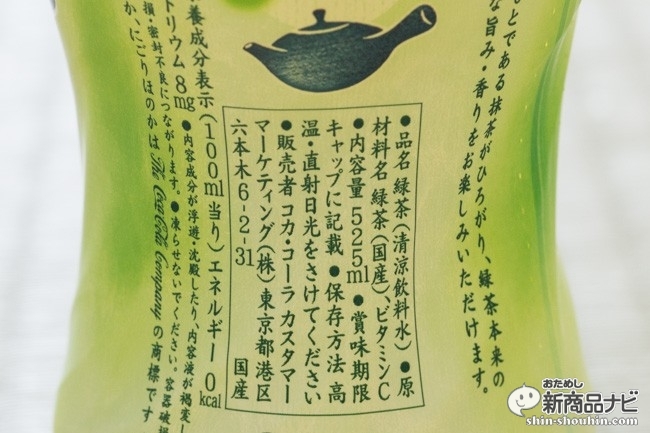 もとである抹茶がひろがり、緑茶本来の
な旨み・香りをお楽しみいただけます。
●品名 緑茶(清涼飲料水) ●原
材料名 緑茶(国産)、ビタミンC
●内容量 525ml ●賞味期限
キャップに記載 ●保存方法 高
温・直射日光をさけてください
●販売者 コカ・コーラ カスタマー
マーケティング(株) 東京都港区
六本木6-2-31 国産
養成分表示(100ml当り)エネルギー 0kcal
トリウム 8mg ●内容成分が浮遊・沈殿したり、内容液が褐変し
損・密封不良につながります。 ●凍らせないでください。容器破損
か、にごりほのかは The Coca-Cola Company の商標です
おためし
新商品ナビ
shin-shouhin.com